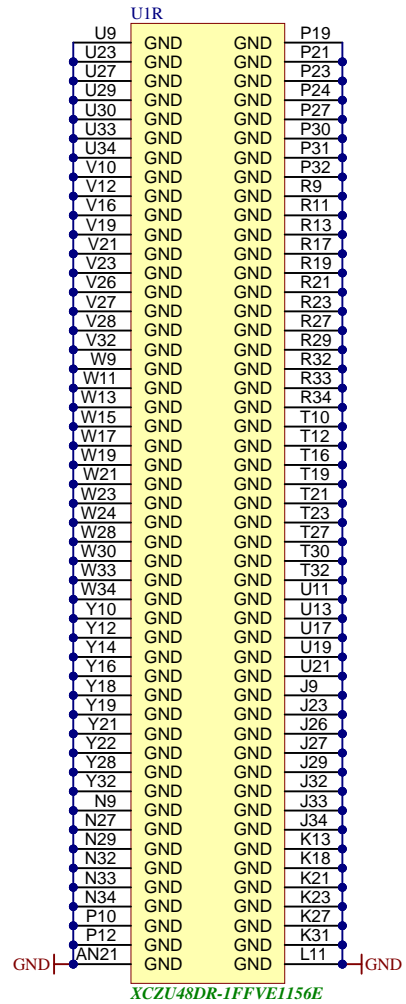 U1R
U9 GND GND P19
U23 GND GND P21
U27 GND GND P23
U29 GND GND P24
U30 GND GND P27
U33 GND GND P30
U34 GND GND P31
V10 GND GND P32
V12 GND GND R9
V16 GND GND R11
V19 GND GND R13
V21 GND GND R17
V23 GND GND R19
V26 GND GND R21
V27 GND GND R23
V28 GND GND R27
V32 GND GND R29
W9 GND GND R32
W11 GND GND R33
W13 GND GND R34
W15 GND GND T10
W17 GND GND T12
W19 GND GND T16
W21 GND GND T19
W23 GND GND T21
W24 GND GND T23
W28 GND GND T27
W30 GND GND T30
W33 GND GND T32
W34 GND GND U11
Y10 GND GND U13
Y12 GND GND U17
Y14 GND GND U19
Y16 GND GND U21
Y18 GND GND J9
Y19 GND GND J23
Y21 GND GND J26
Y22 GND GND J27
Y28 GND GND J29
Y32 GND GND J32
N9 GND GND J33
N27 GND GND J34
N29 GND GND K13
N32 GND GND K18
N33 GND GND K21
N34 GND GND K23
P10 GND GND K27
P12 GND GND K31
GND AN21 GND GND L11 GND
XCZU48DR-1FFVE1156E